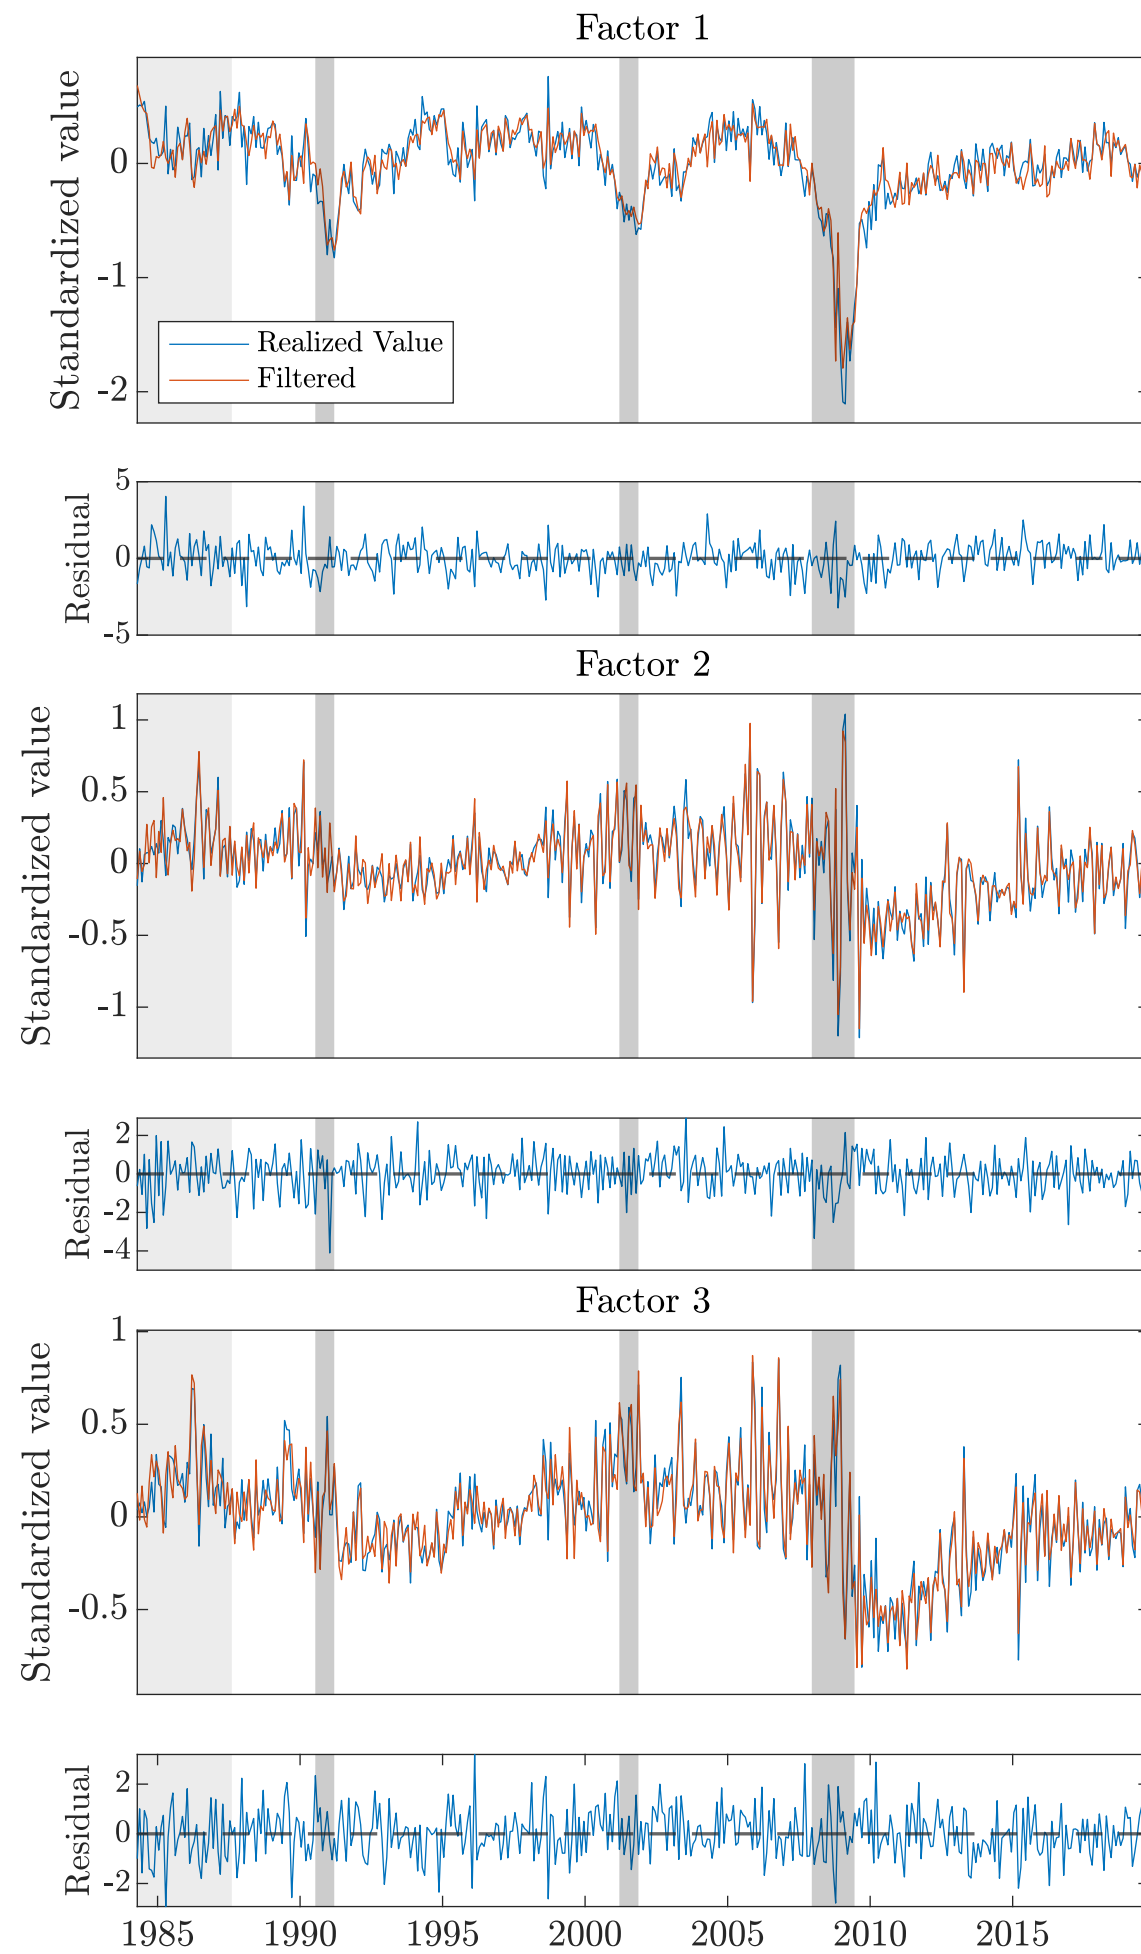 Factor 1
Standardized value
0
-1
-2
Realized Value
Filtered
Residual
5
0
-5
Factor 2
Standardized value
1
0.5
0
-0.5
-1
Residual
2
0
-2
-4
Factor 3
Standardized value
1
0.5
0
-0.5
Residual
2
0
-2
1985 1990 1995 2000 2005 2010 2015